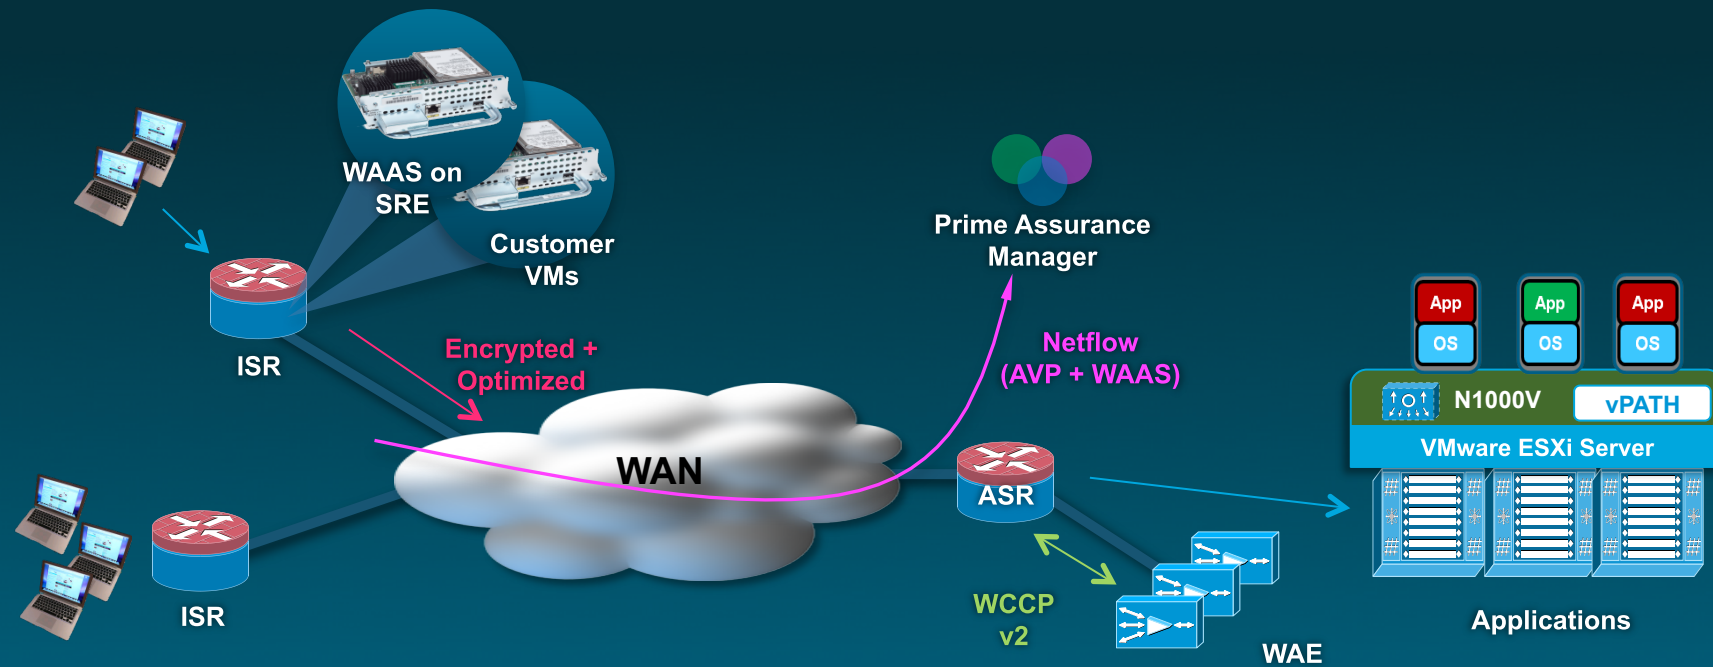 WAAS on
SRE
Customer
VMs
ISR
Encrypted +
Optimized
Prime Assurance
Manager
Netflow
(AVP + WAAS)
WAN
ASR
ISR
WCCP
v2
WAE
App
OS
App
OS
App
OS
N1000V
vPATH
VMware ESXi Server
Applications